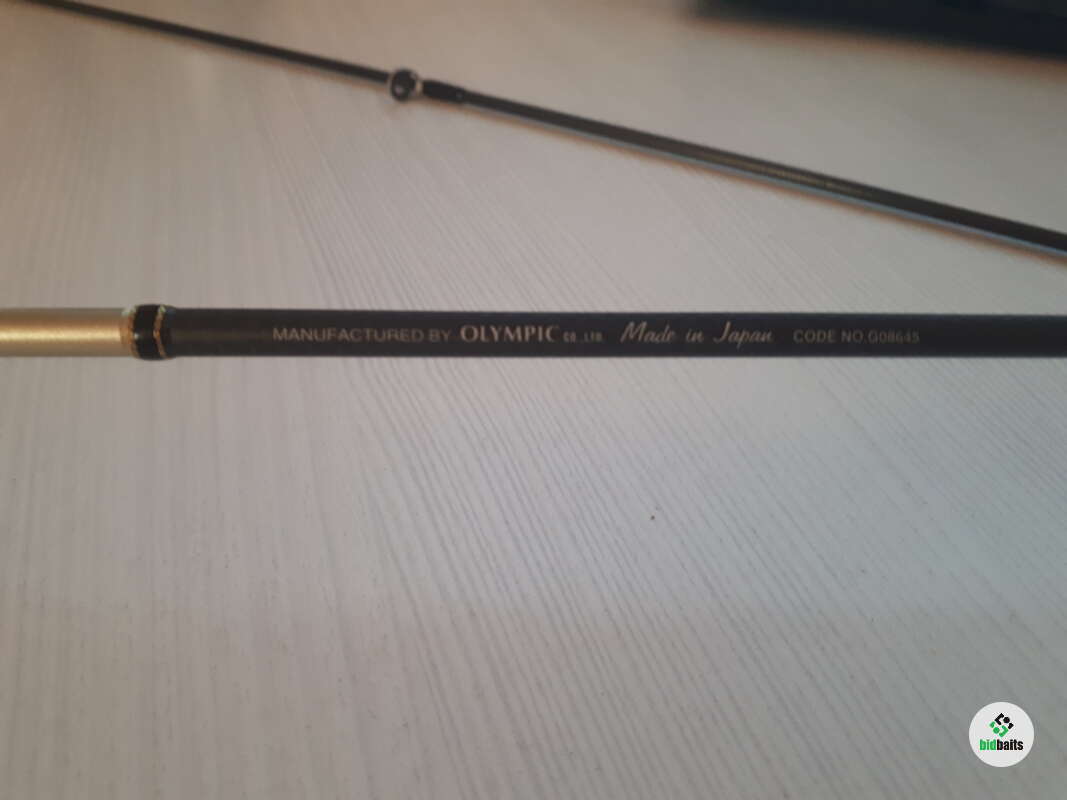 MANUFACTURED BY OLYMPIC CO.,LTD. Made in Japan CODE NO.G08645
bidbaits